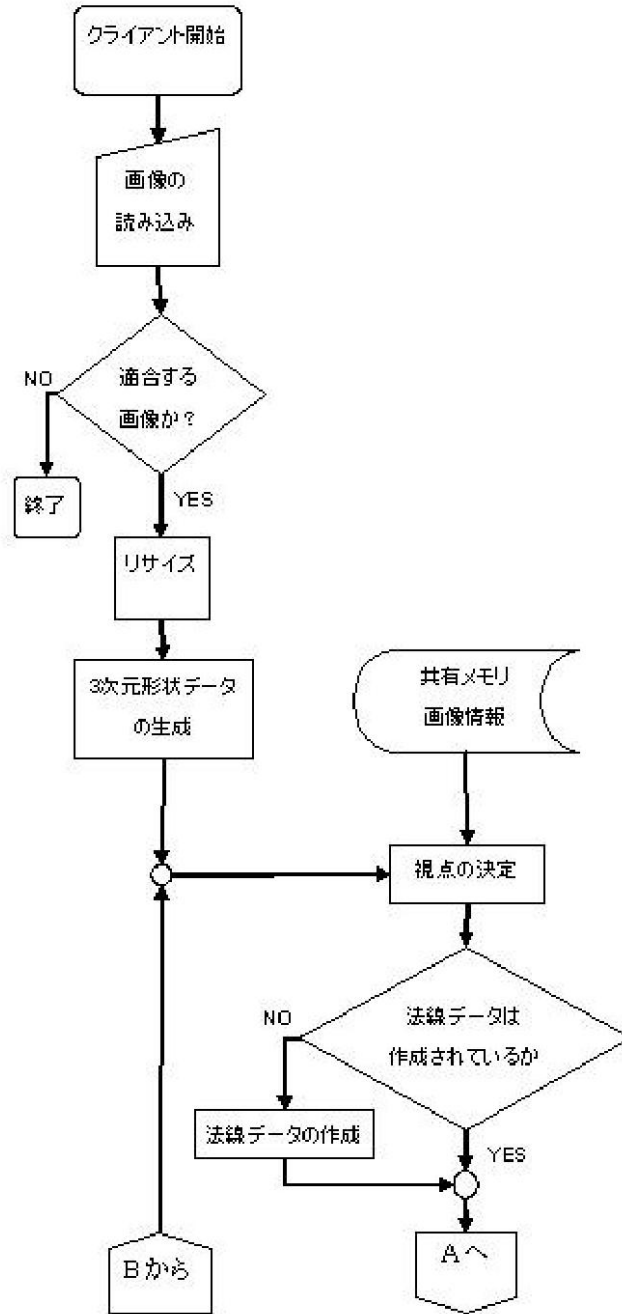 クライアント開始
画像の
読み込み
適合する
画像か？
NO
YES
終了
リサイズ
3次元形状データ
の生成
共有メモリ
画像情報
視点の決定
法線データは
作成されているか
NO
法線データの作成
YES
Bから
Aへ